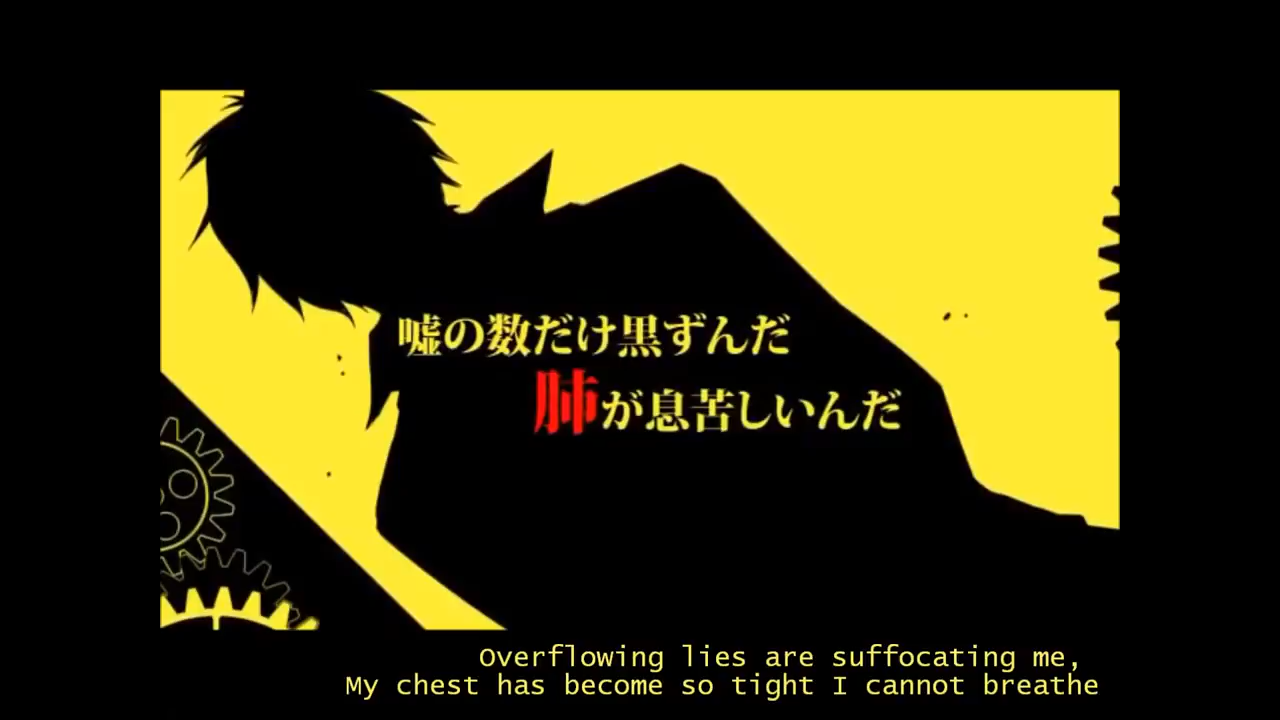 嘘の数だけ黒ずんだ
肺が息苦しいんだ
Overflowing lies are suffocating me,
My chest has become so tight I cannot breathe